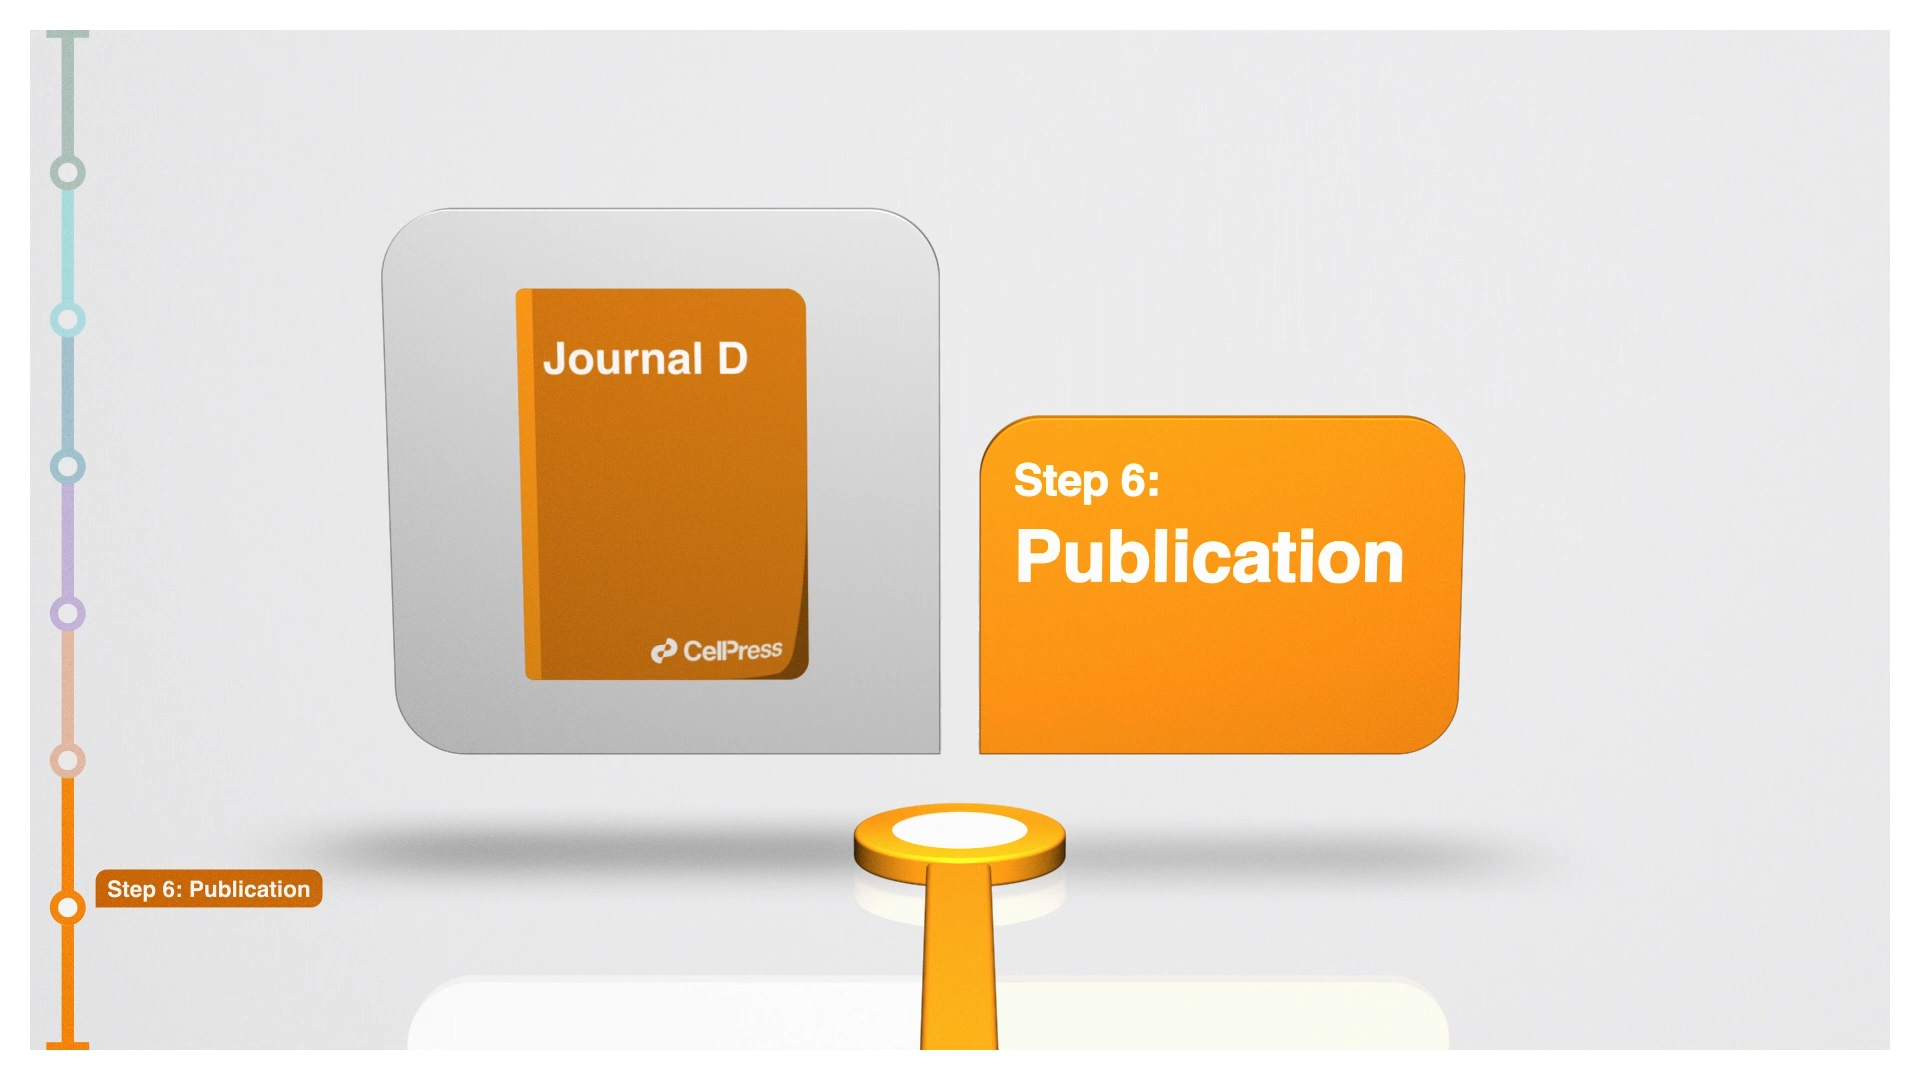 Journal D
CellPress
Step 6:
Publication
Step 6: Publication